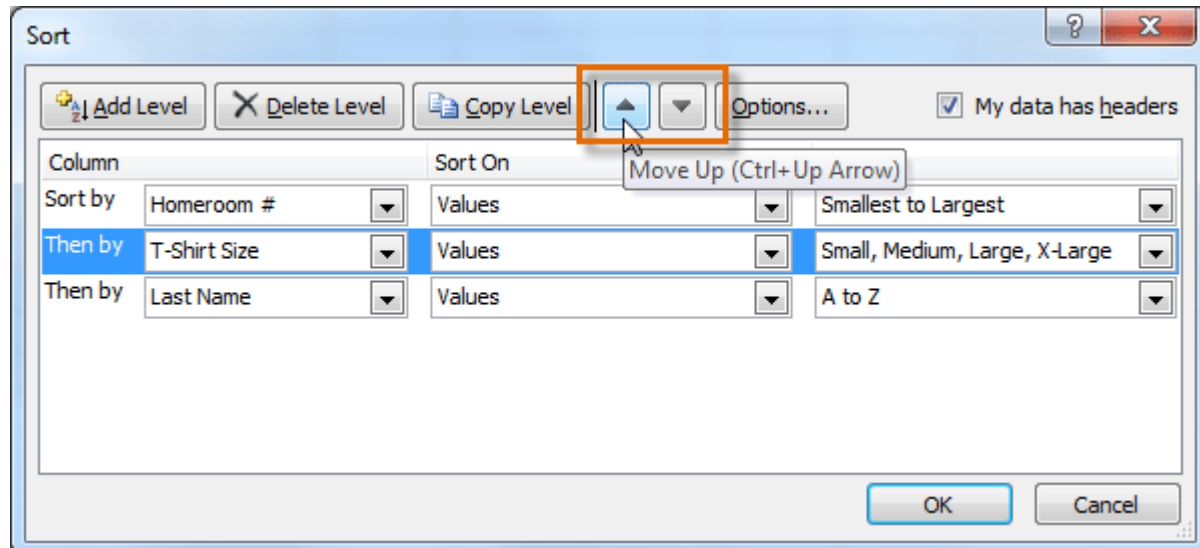 Sort
Add Level Delete Level Copy Level Options... My data has headers
Column Sort On
Move Up (Ctrl+Up Arrow)
Sort by Homeroom # Values Smallest to Largest
Then by T-Shirt Size Values Small, Medium, Large, X-Large
Then by Last Name Values A to Z
OK Cancel